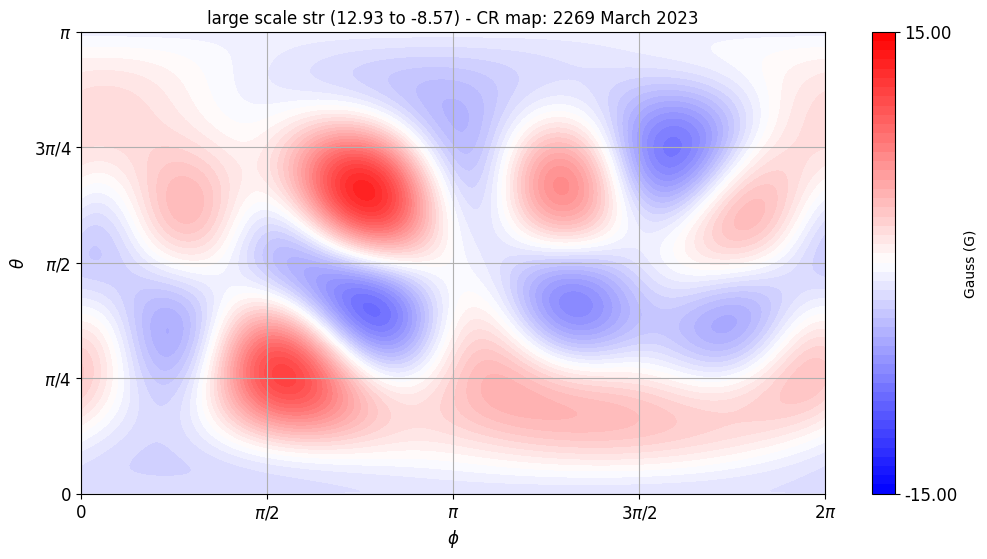 large scale str (12.93 to -8.57) - CR map: 2269 March 2023
π
3π/4
π/2
π/4
0
θ
0
π/2
π
3π/2
2π
ϕ
15.00
-15.00
Gauss (G)